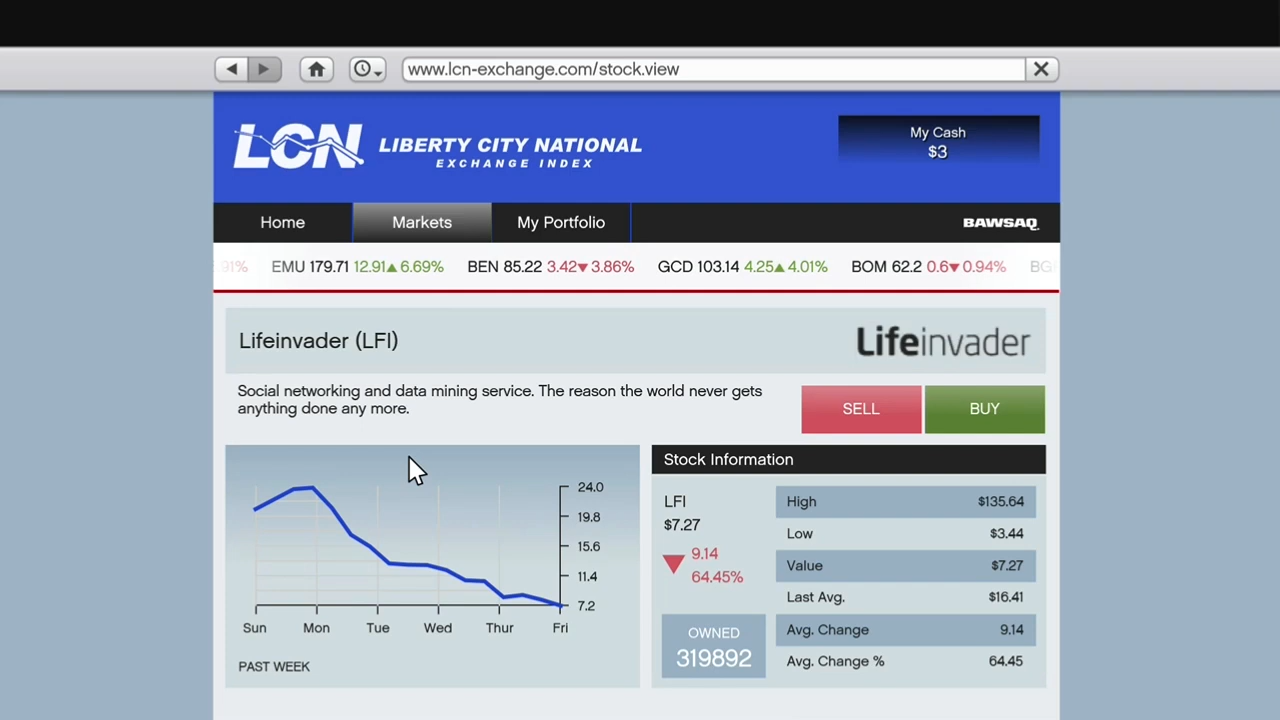 www.lcn-exchange.com/stock.view
LCN LIBERTY CITY NATIONAL
EXCHANGE INDEX
My Cash
$3
Home Markets My Portfolio BAWSAQ
.91% EMU 179.71 12.91▲6.69% BEN 85.22 3.42▼3.86% GCD 103.14 4.25▲4.01% BOM 62.2 0.6▼0.94% BG
Lifeinvader (LFI)
Lifeinvader
Social networking and data mining service. The reason the world never gets
anything done any more.
SELL BUY
24.0
19.8
15.6
11.4
7.2
Sun Mon Tue Wed Thur Fri
PAST WEEK
Stock Information
LFI
$7.27
9.14
64.45%
OWNED
319892
High $135.64
Low $3.44
Value $7.27
Last Avg. $16.41
Avg. Change 9.14
Avg. Change % 64.45